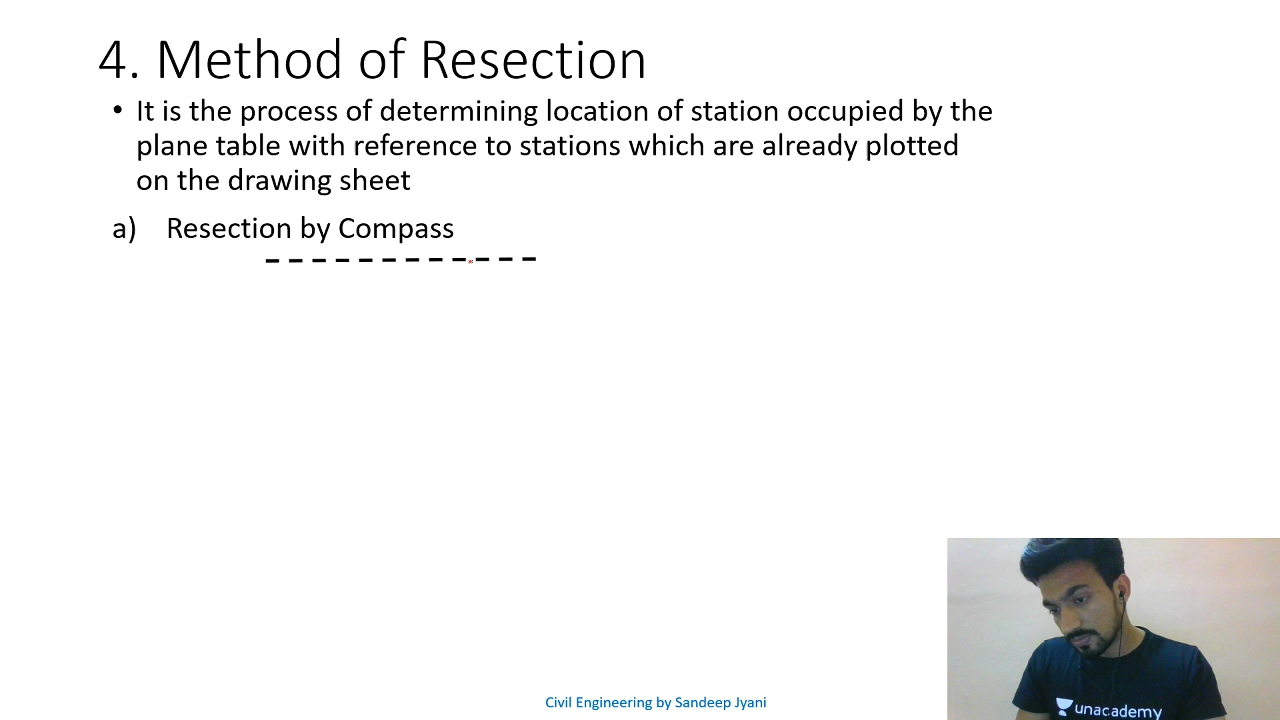 4. Method of Resection
• It is the process of determining location of station occupied by the
plane table with reference to stations which are already plotted
on the drawing sheet
a) Resection by Compass
unacademy
Civil Engineering by Sandeep Jyani